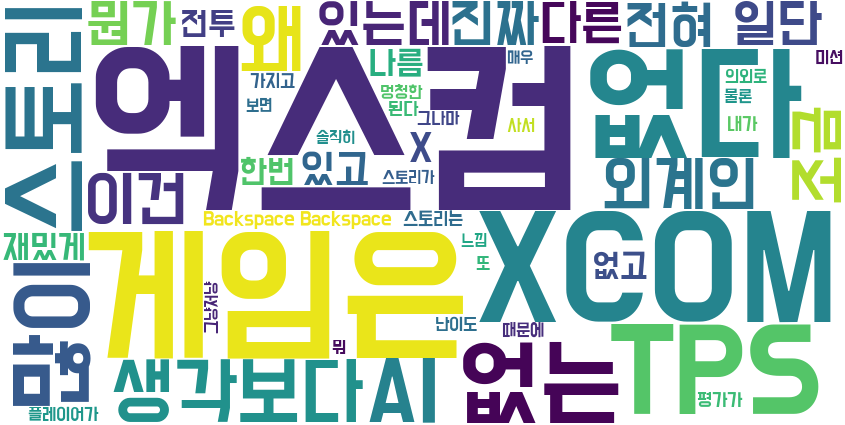 스토리
뭔가
전투
왜
있는데
진짜
다른
전혀
일단
엑스컴
나름
매우
미션
가지고
보면
멍청한
된다
그나마
없다
의외로
물론
내가
사서
솔직히
X
한번
있고
스토리가
이건
외계인
못
Backspace Backspace
스토리는
재밌게
게임은
느낌
또
XCOM
없고
이런
그냥저냥
난이도
때문에
뭐
TPS
생각보다
AI
없는
플레이어가
평가가